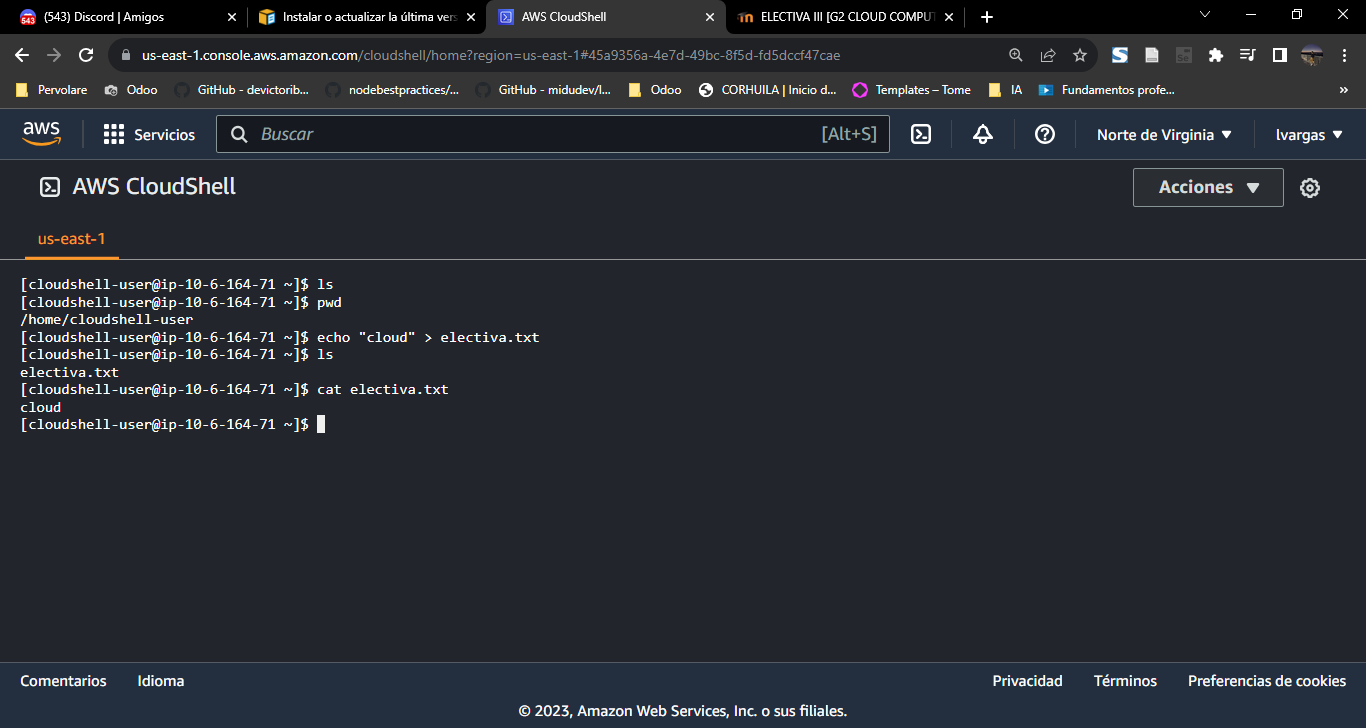 (543) Discord | Amigos
Instalar o actualizar la última vers
AWS CloudShell
ELECTIVA III [G2 CLOUD COMPUT
us-east-1.console.aws.amazon.com/cloudshell/home?region=us-east-1#45a9356a-4e7d-49bc-8f5d-fd5dccf47cae
Pervolare
Odoo
GitHub - devictorib...
nodebestpractices/...
GitHub - midudev/l...
Odoo
CORHUILA | Inicio d...
Templates – Tome
IA
Fundamentos profe...
»
aws
Servicios
Buscar
[Alt+S]
Norte de Virginia
lvargas
AWS CloudShell
Acciones
us-east-1
[cloudshell-user@ip-10-6-164-71 ~]$ ls
[cloudshell-user@ip-10-6-164-71 ~]$ pwd
/home/cloudshell-user
[cloudshell-user@ip-10-6-164-71 ~]$ echo "cloud" > electiva.txt
[cloudshell-user@ip-10-6-164-71 ~]$ ls
electiva.txt
[cloudshell-user@ip-10-6-164-71 ~]$ cat electiva.txt
cloud
[cloudshell-user@ip-10-6-164-71 ~]$
Comentarios
Idioma
Privacidad
Términos
Preferencias de cookies
© 2023, Amazon Web Services, Inc. o sus filiales.